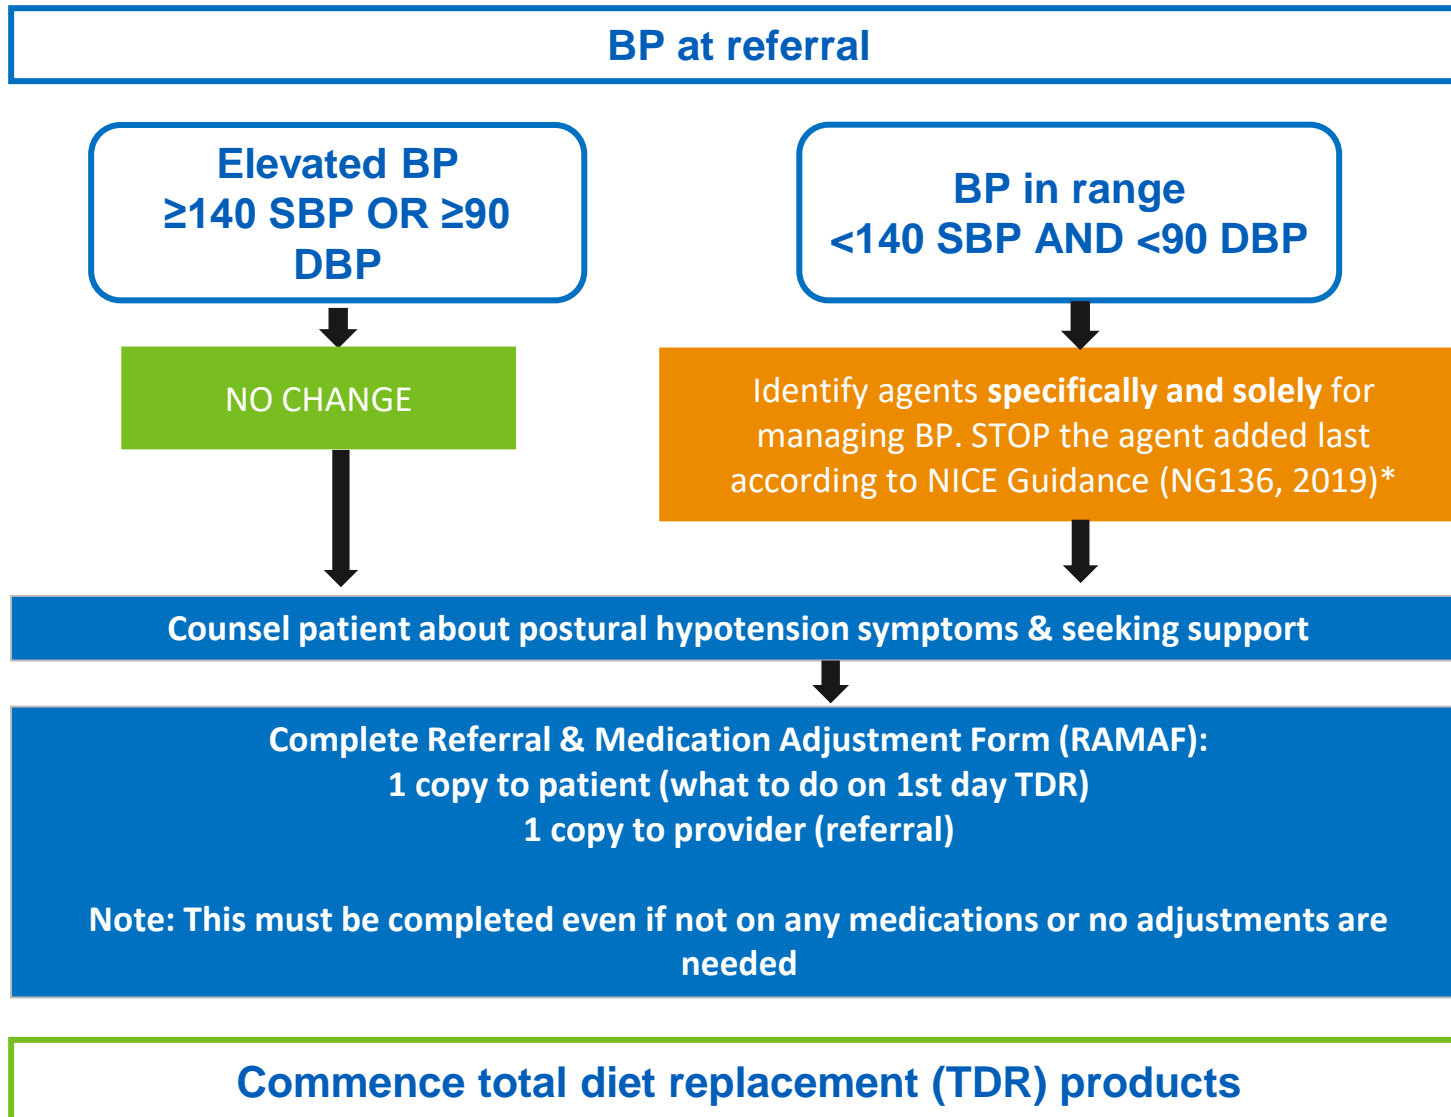 BP at referral
Elevated BP
≥140 SBP OR ≥90
DBP
BP in range
<140 SBP AND <90 DBP
NO CHANGE
Identify agents specifically and solely for
managing BP. STOP the agent added last
according to NICE Guidance (NG136, 2019)*
Counsel patient about postural hypotension symptoms & seeking support
Complete Referral & Medication Adjustment Form (RAMAF):
1 copy to patient (what to do on 1st day TDR)
1 copy to provider (referral)
Note: This must be completed even if not on any medications or no adjustments are
needed
Commence total diet replacement (TDR) products